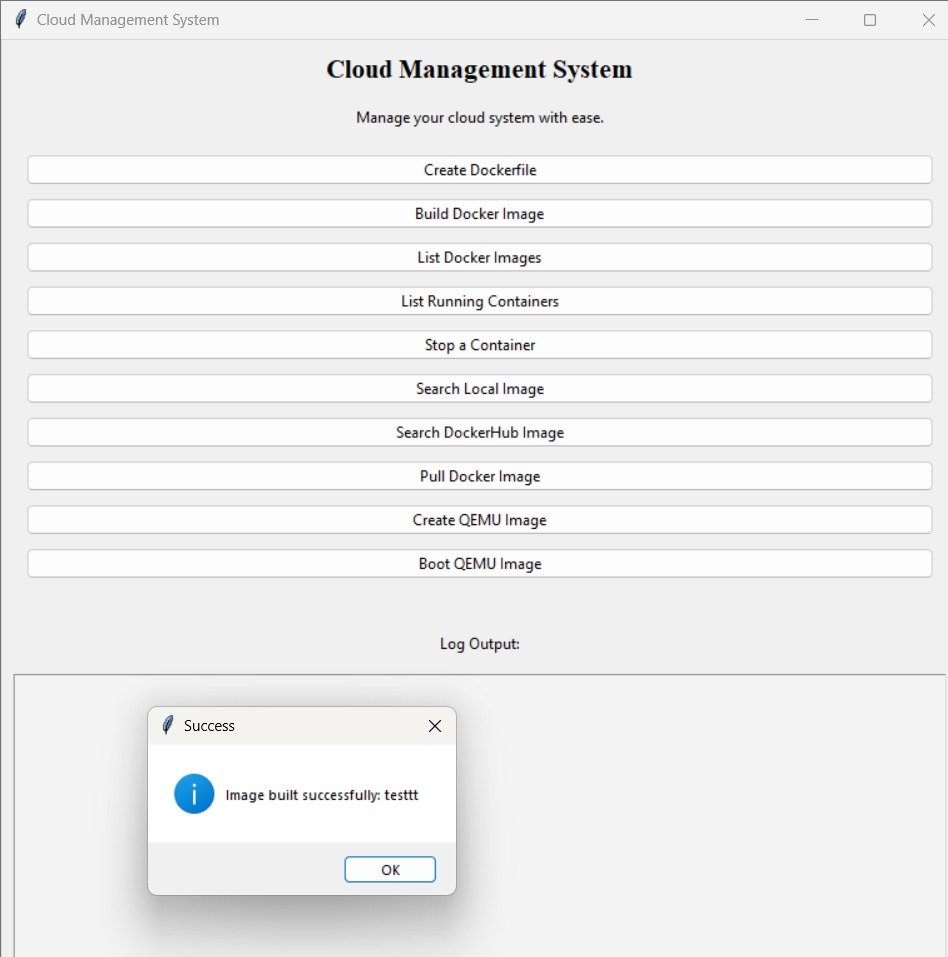 Cloud Management System
Cloud Management System
Manage your cloud system with ease.
Create Dockerfile
Build Docker Image
List Docker Images
List Running Containers
Stop a Container
Search Local Image
Search DockerHub Image
Pull Docker Image
Create QEMU Image
Boot QEMU Image
Log Output:
Success
Image built successfully: testtt
OK